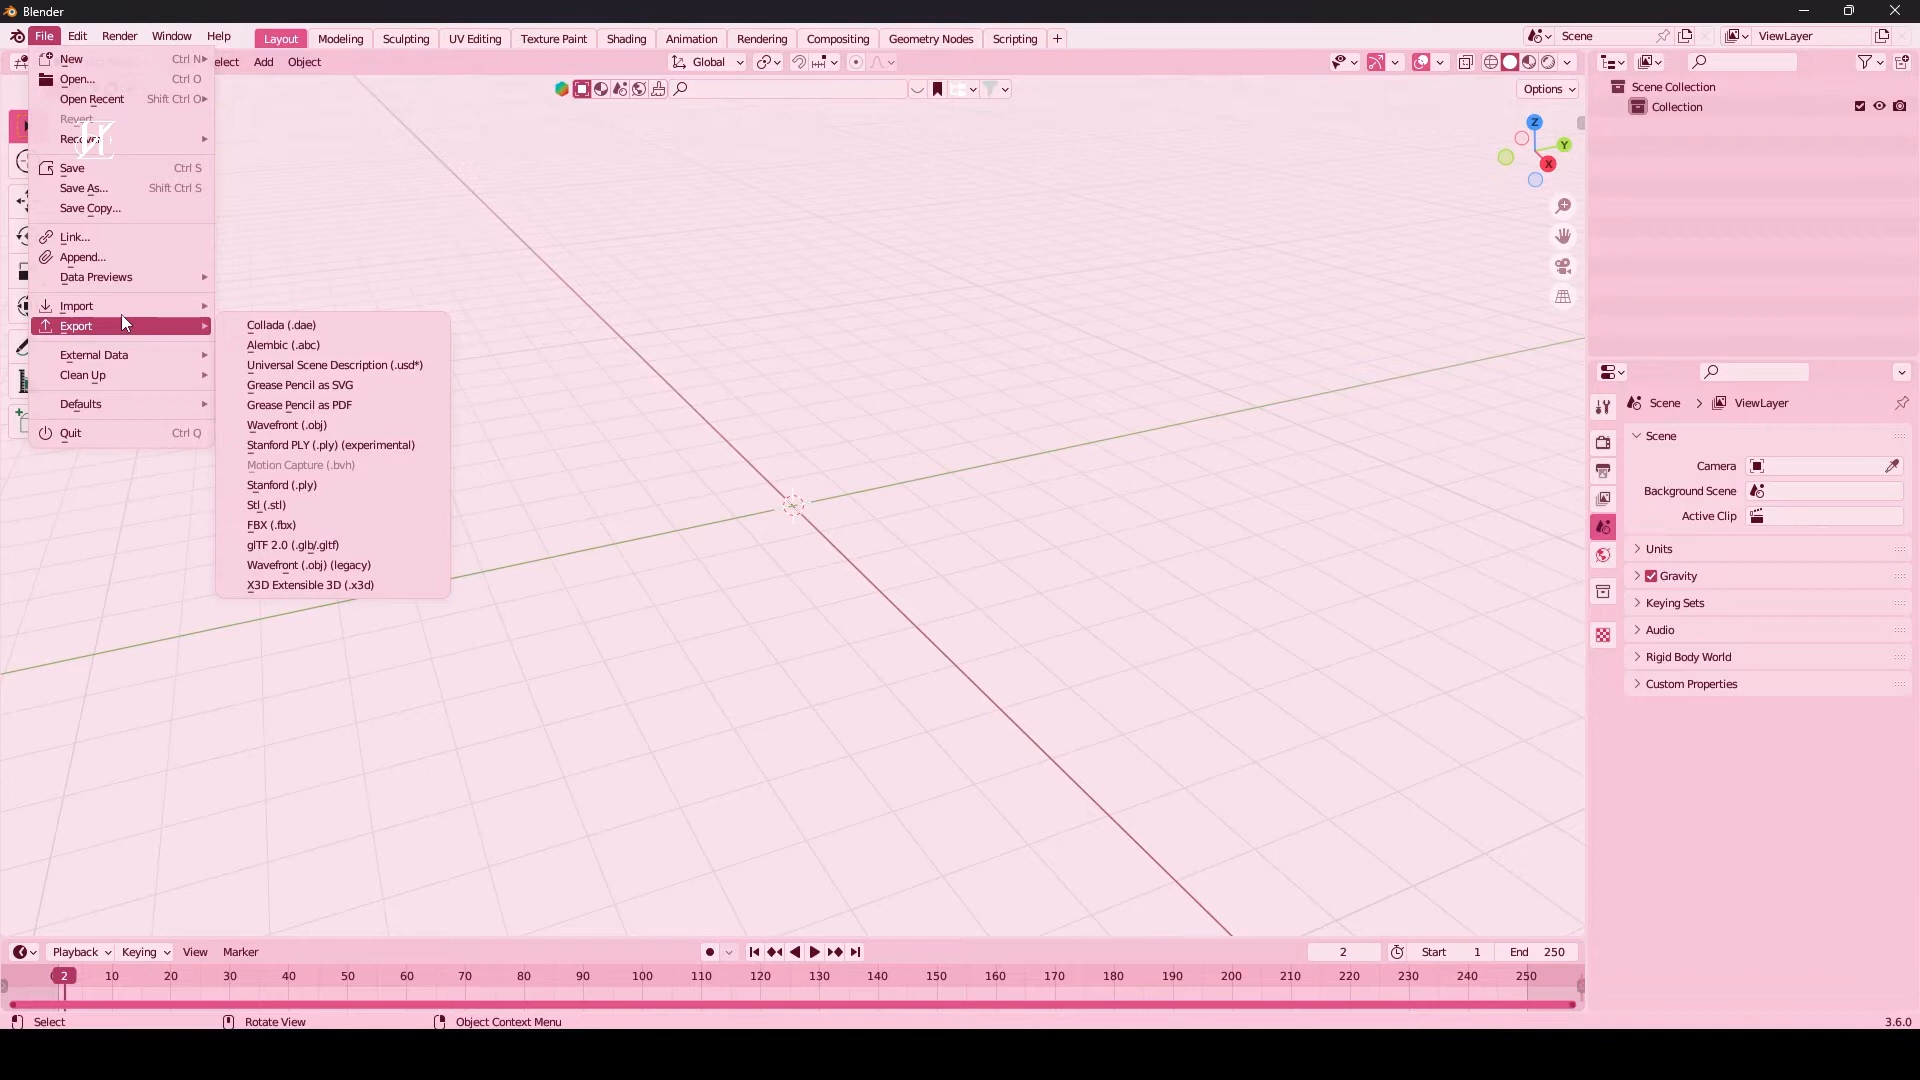 Blender
File Edit Render Window Help Layout Modeling Sculpting UV Editing Texture Paint Shading Animation Rendering Compositing Geometry Nodes Scripting + Scene ViewLayer
elect Add Object Global
Options
New Ctrl N
Open... Ctrl O
Open Recent Shift Ctrl O
Revert
Recover
Save Ctrl S
Save As... Shift Ctrl S
Save Copy...
Link...
Append...
Data Previews
Import
Export
External Data
Clean Up
Defaults
Quit Ctrl Q
Collada (.dae)
Alembic (.abc)
Universal Scene Description (.usd*)
Grease Pencil as SVG
Grease Pencil as PDF
Wavefront (.obj)
Stanford PLY (.ply) (experimental)
Motion Capture (.bvh)
Stanford (.ply)
Stl (.stl)
FBX (.fbx)
glTF 2.0 (.glb/.gltf)
Wavefront (.obj) (legacy)
X3D Extensible 3D (.x3d)
Z
Y
X
Scene Collection
Collection
Scene ViewLayer
Scene
Camera
Background Scene
Active Clip
Units
Gravity
Keying Sets
Audio
Rigid Body World
Custom Properties
Playback Keying View Marker 2 Start 1 End 250
2 10 20 30 40 50 60 70 80 90 100 110 120 130 140 150 160 170 180 190 200 210 220 230 240 250
Select Rotate View Object Context Menu 3.6.0